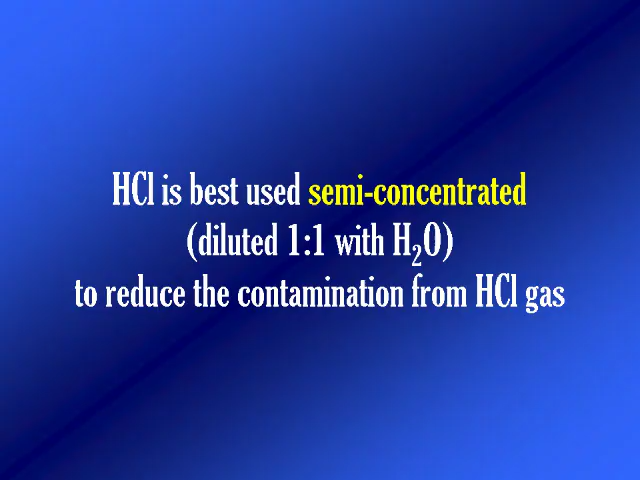 HCl is best used semi-concentrated
(diluted 1:1 with H₂O)
to reduce the contamination from HCl gas